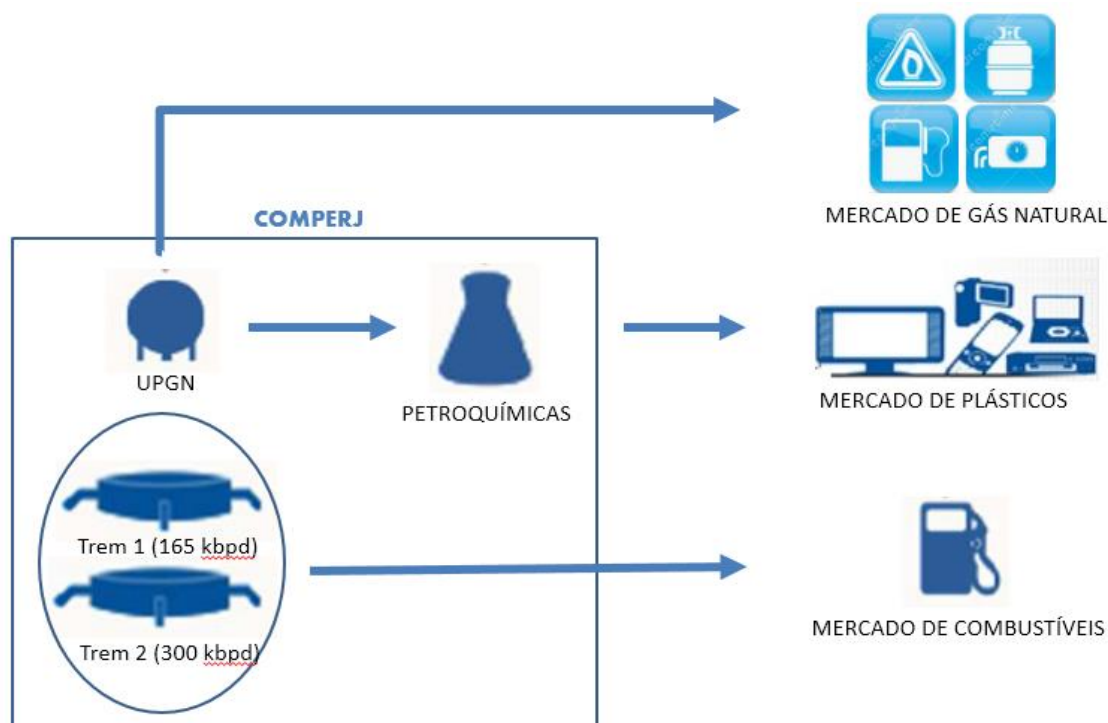 MERCADO DE GÁS NATURAL
COMPERJ
UPGN
PETROQUÍMICAS
MERCADO DE PLÁSTICOS
Trem 1 (165 kbpd)
Trem 2 (300 kbpd)
MERCADO DE COMBUSTÍVEIS